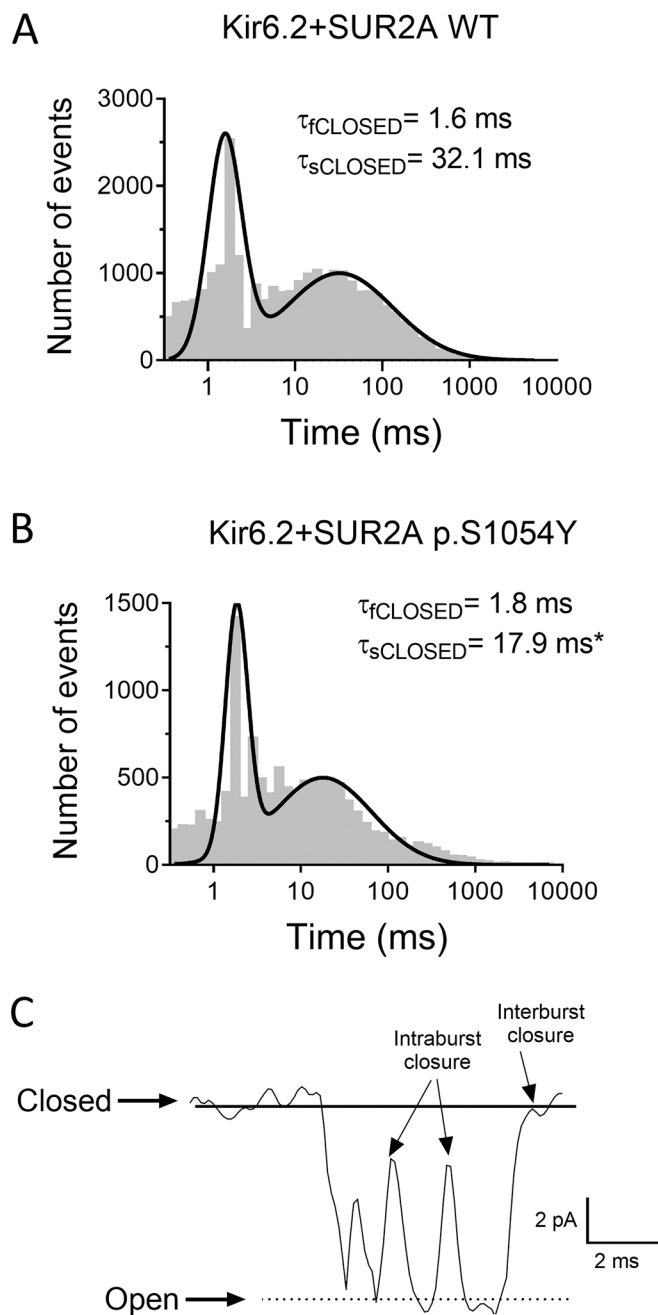 A
Kir6.2+SUR2A WT
Number of events
3000
2000
1000
0
τfCLOSED= 1.6 ms
τsCLOSED= 32.1 ms
1 10 100 1000 10000
Time (ms)
B
Kir6.2+SUR2A p.S1054Y
Number of events
1500
1000
500
0
τfCLOSED= 1.8 ms
τsCLOSED= 17.9 ms*
1 10 100 1000 10000
Time (ms)
C
Interburst
closure
Intraburst
closure
Closed
2 pA
2 ms
Open